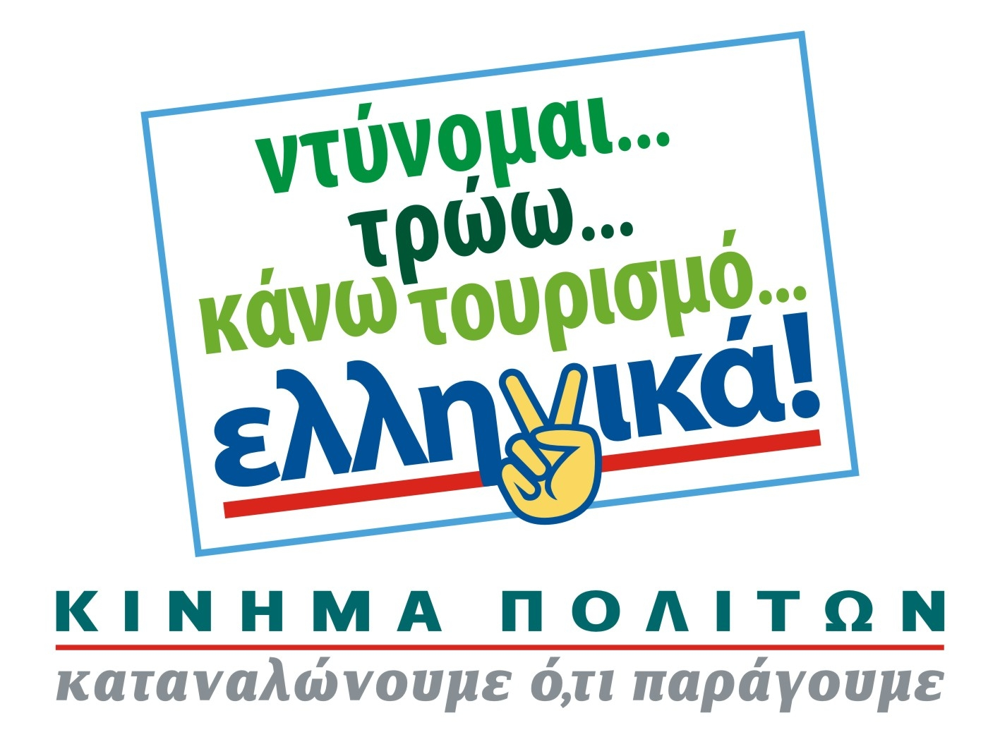 ντύνομαι...
τρώω...
κάνω τουρισμό...
ελληνικά!
ΚΙΝΗΜΑ ΠΟΛΙΤΩΝ
καταναλώνουμε ό,τι παράγουμε